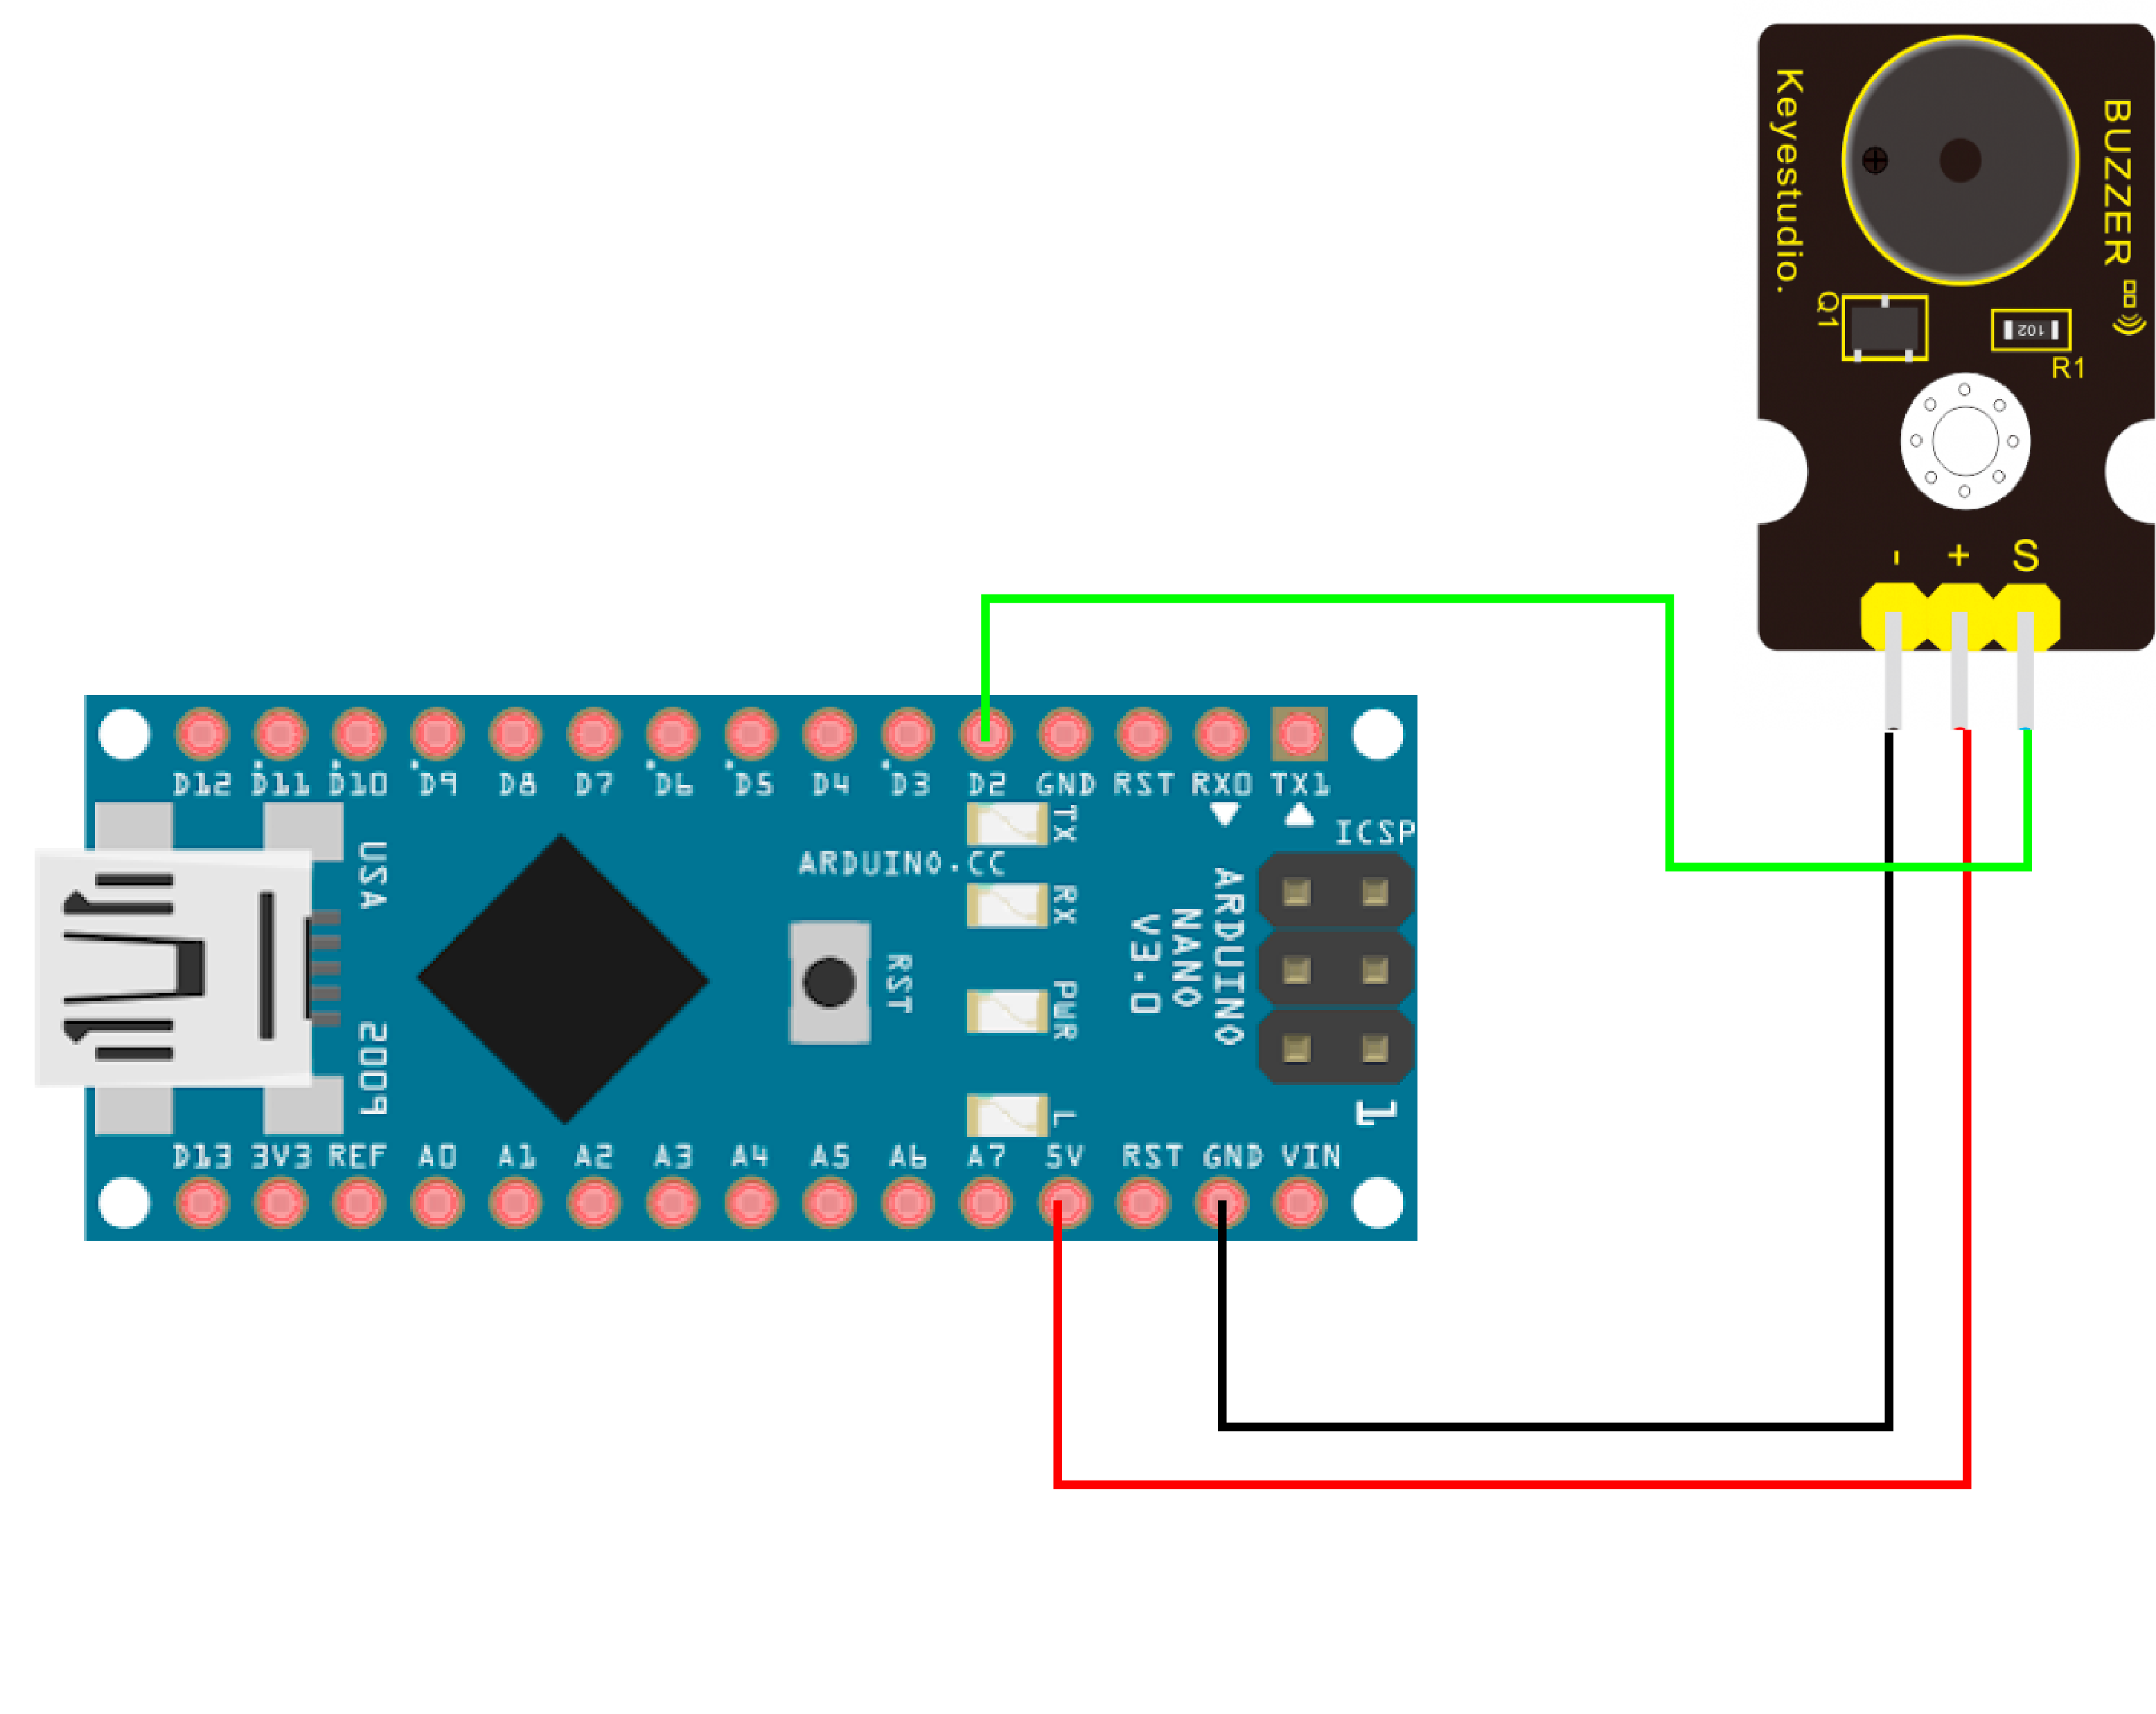 Keyestudio.
BUZZER
Q1
102
R1
- + S
D12 D11 D10 D9 D8 D7 D6 D5 D4 D3 D2 GND RST RX0 TX1
TX
ICSP
USA
ARDUINO.CC
RX
ARDUINO
NANO
V3.0
RST
PWR
2009
L
1
D13 3V3 REF A0 A1 A2 A3 A4 A5 A6 A7 5V RST GND VIN